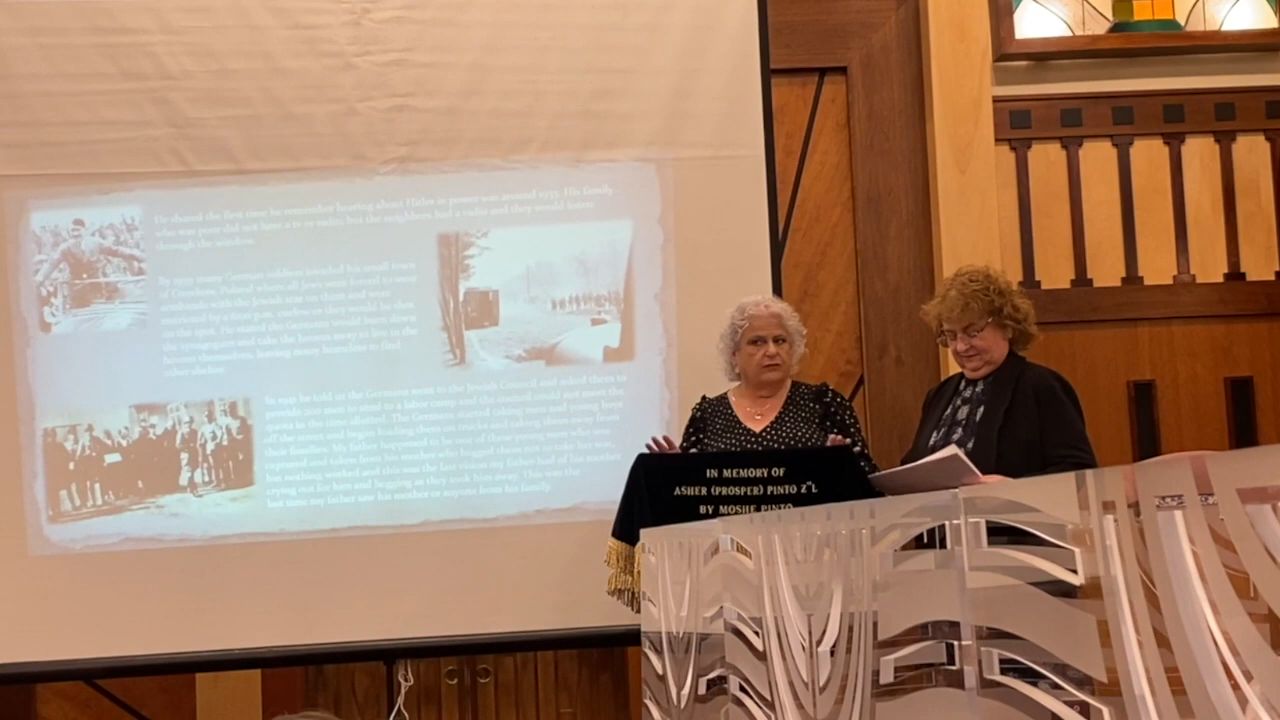 He shared the first time he remember hearing about Hitler in power was around 1933. His family
who was poor did not have a tv or radio, but the neighbors had a radio and they would listen
through the window.
By 1939 many German soldiers invaded his small town
of Poland where all Jews were forced to wear
armbands with the Jewish star on them and were
by a 8:00 p.m. curfew or they would be shot
on the spot. He stated the Germans would burn down
the synagogues and take the homes away to live in the
houses themselves, leaving many homeless to find
other shelter.
he told us the Germans went to the Jewish Council and asked them to
provide 200 men to send to a labor camp and the council could not meet the
quota in the time allotted. The Germans started taking men and young boys
off the street and began loading them on trucks and taking them away from
their families. My father happened to be one of these young men who was
captured and taken from his mother who begged them not to take her son,
but nothing worked and this was the last vision my father had of his mother
crying out for him and begging as they took him away. This was the
last time my father saw his mother or anyone from his family.
IN MEMORY OF
ASHER (PROSPER) PINTO Z"L
BY MOSHE PINTO